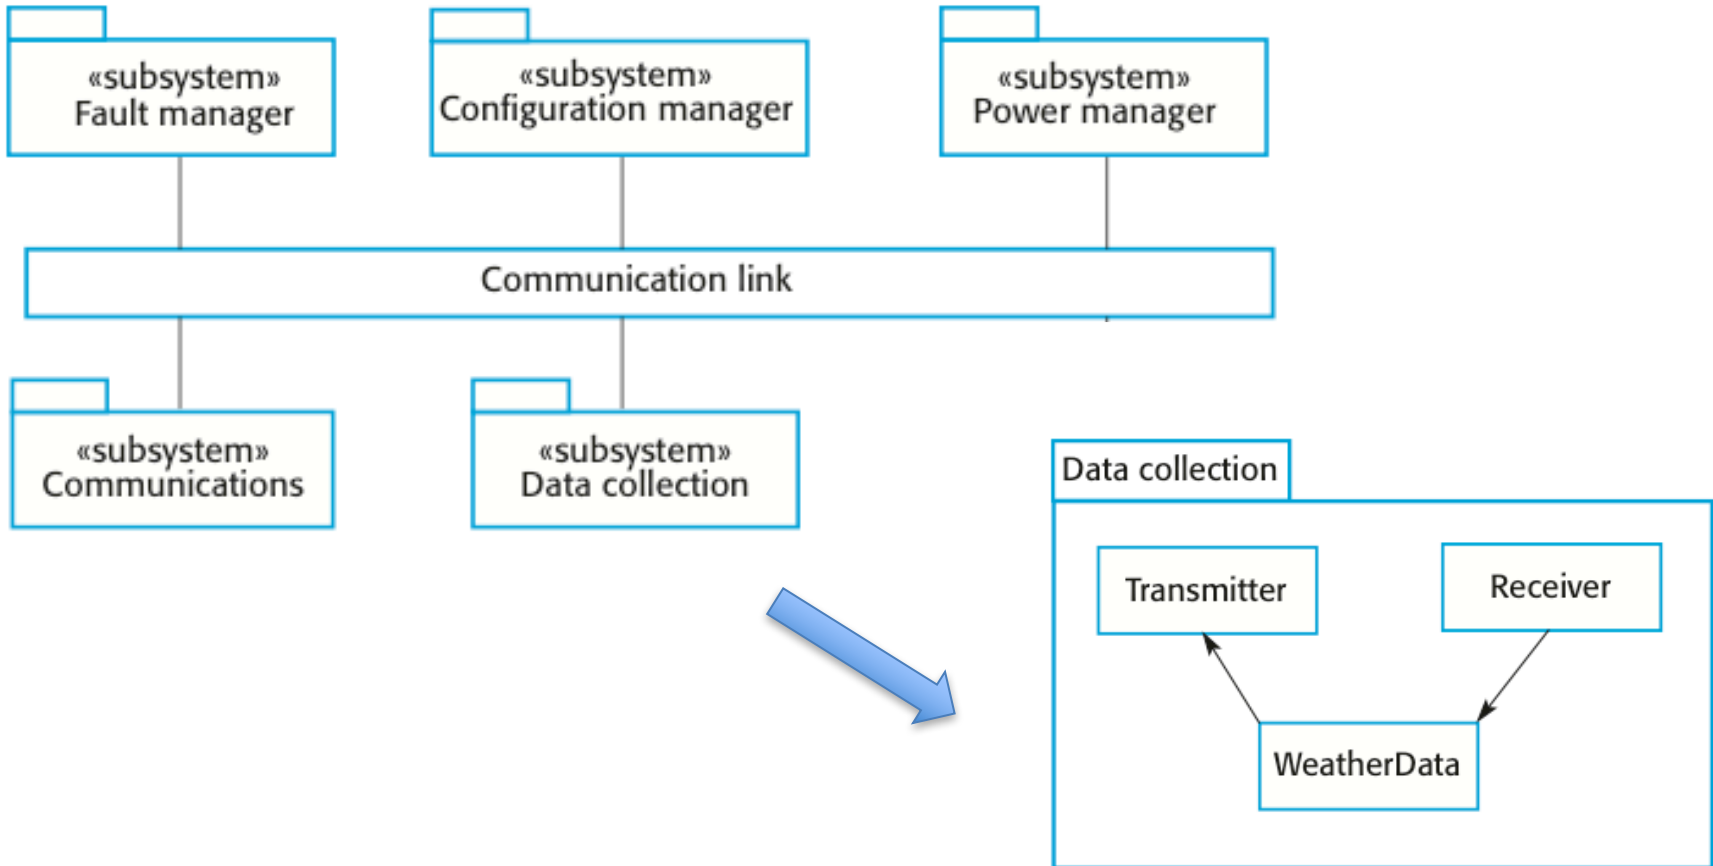 «subsystem»
Fault manager
«subsystem»
Configuration manager
«subsystem»
Power manager
Communication link
«subsystem»
Communications
«subsystem»
Data collection
Data collection
Transmitter
Receiver
WeatherData